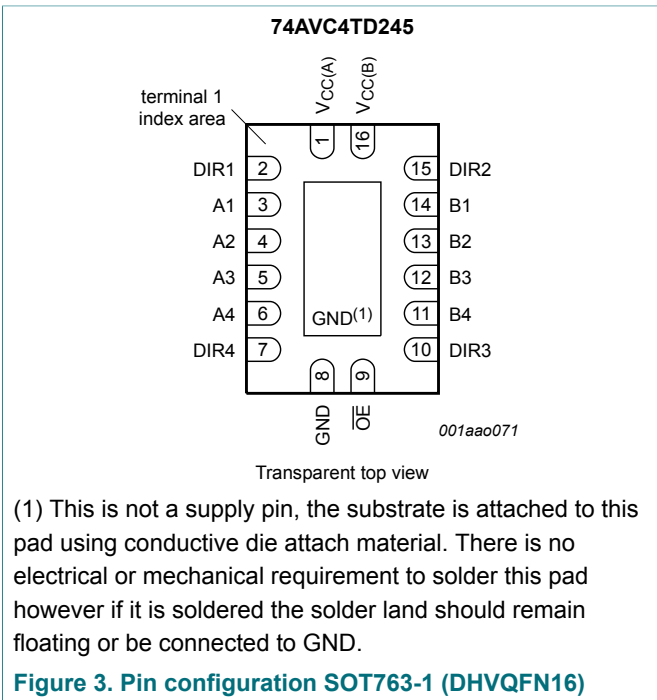 74AVC4TD245
terminal 1
index area
VCC(A)
VCC(B)
1
16
DIR1 2
15 DIR2
A1 3
14 B1
A2 4
13 B2
A3 5
12 B3
A4 6
11 B4
GND(1)
DIR4 7
10 DIR3
8
9
GND
OE
001aao071
Transparent top view
(1) This is not a supply pin, the substrate is attached to this
pad using conductive die attach material. There is no
electrical or mechanical requirement to solder this pad
however if it is soldered the solder land should remain
floating or be connected to GND.
Figure 3. Pin configuration SOT763-1 (DHVQFN16)